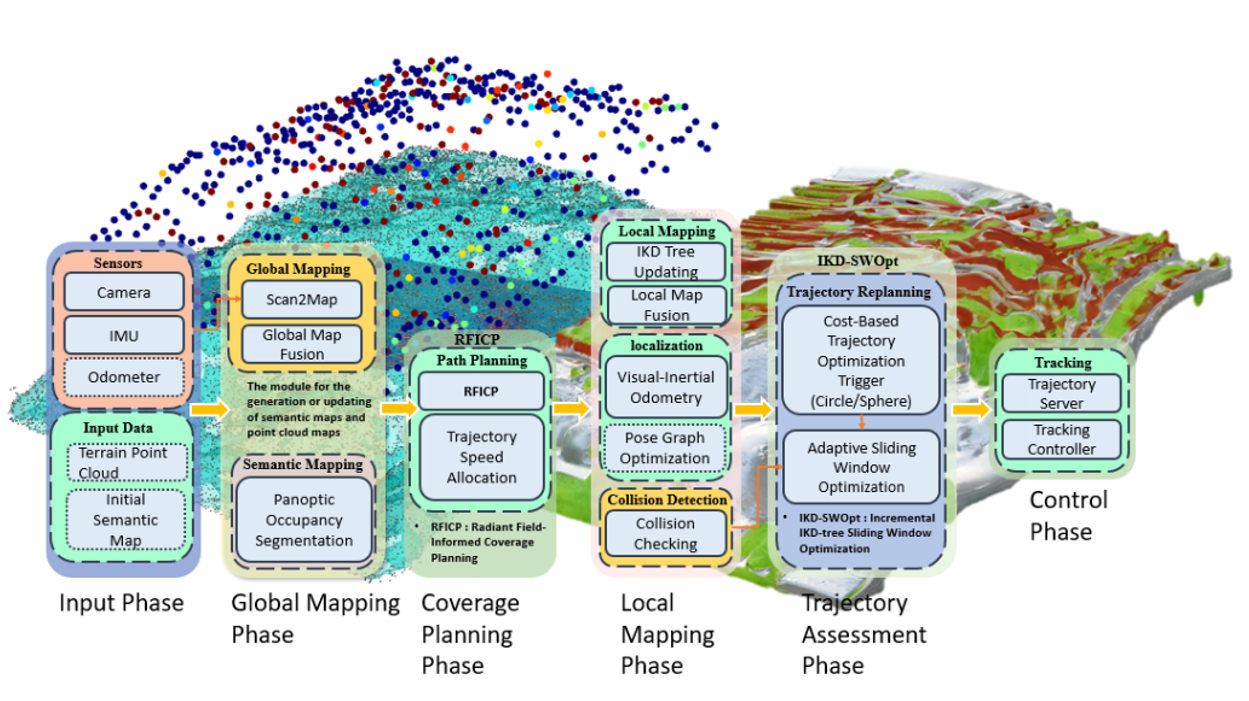 Sensors
Camera
IMU
Odometer
Input Data
Terrain Point
Cloud
Initial
Semantic
Map
Input Phase
Global Mapping
Scan2Map
Global Map
Fusion
The module for the
generation or updating
of semantic maps and
point cloud maps
Semantic Mapping
Panoptic
Occupancy
Segmentation
Global Mapping
Phase
RFICP
Path Planning
RFICP
Trajectory
Speed
Allocation
• RFICP : Radiant Field-
Informed Coverage
Planning
Coverage
Planning
Phase
Local Mapping
IKD Tree
Updating
Local Map
Fusion
localization
Visual-Inertial
Odometry
Pose Graph
Optimization
Collision Detection
Collision
Checking
Local
Mapping
Phase
IKD-SWOpt
Trajectory Replanning
Cost-Based
Trajectory
Optimization
Trigger
(Circle/Sphere)
Adaptive Sliding
Window
Optimization
• IKD-SWOpt : Incremental
IKD-tree Sliding Window
Optimization
Trajectory
Assessment
Phase
Tracking
Trajectory
Server
Tracking
Controller
Control
Phase